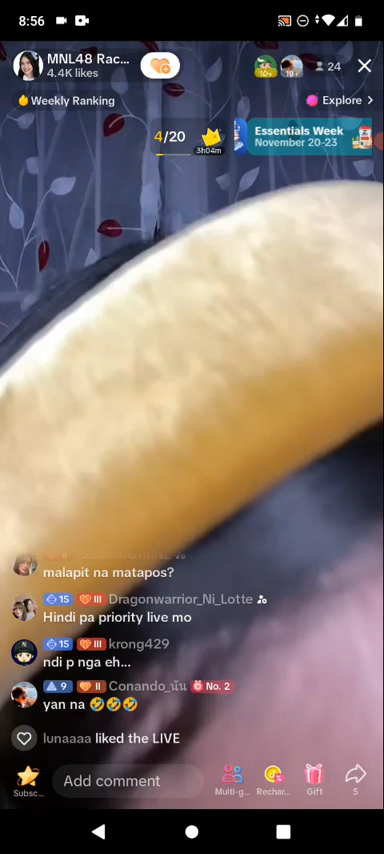 8:56
MNL48 Rac...
4.4K likes
10+
19+
24
Weekly Ranking
Explore >
4/20
3h04m
Essentials Week
November 20-23
malapit na matapos?
15 III Dragonwarrior_Ni_Lotte
Hindi pa priority live mo
15 III krong429
ndi p nga eh...
9 II Conando_นัน No. 2
yan na 🤣🤣🤣
lunaaaa liked the LIVE
Subsc...
Add comment
Multi-g...
Rechar...
Gift
5